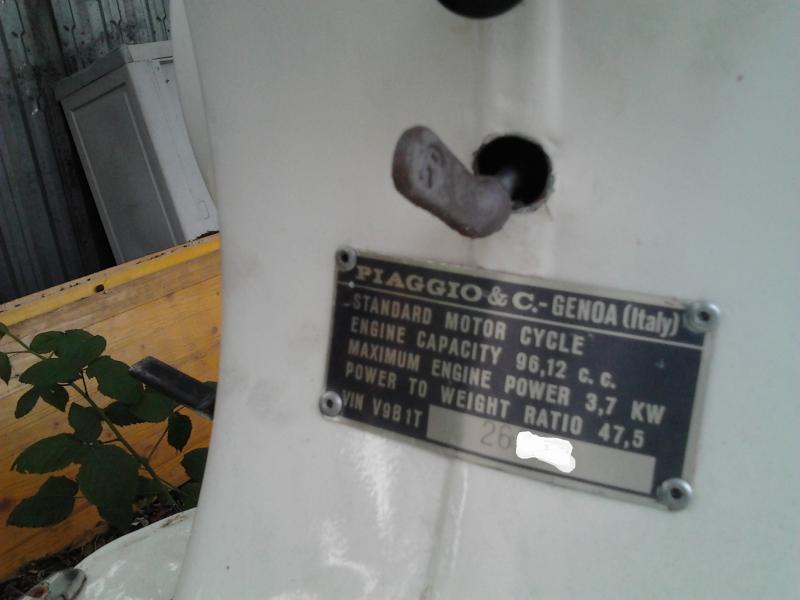 PIAGGIO & C.- GENOA (Italy)
STANDARD MOTOR CYCLE
ENGINE CAPACITY 96,12 c. c.
MAXIMUM ENGINE POWER 3,7 KW
POWER TO WEIGHT RATIO 47,5
VIN V9B1T 26